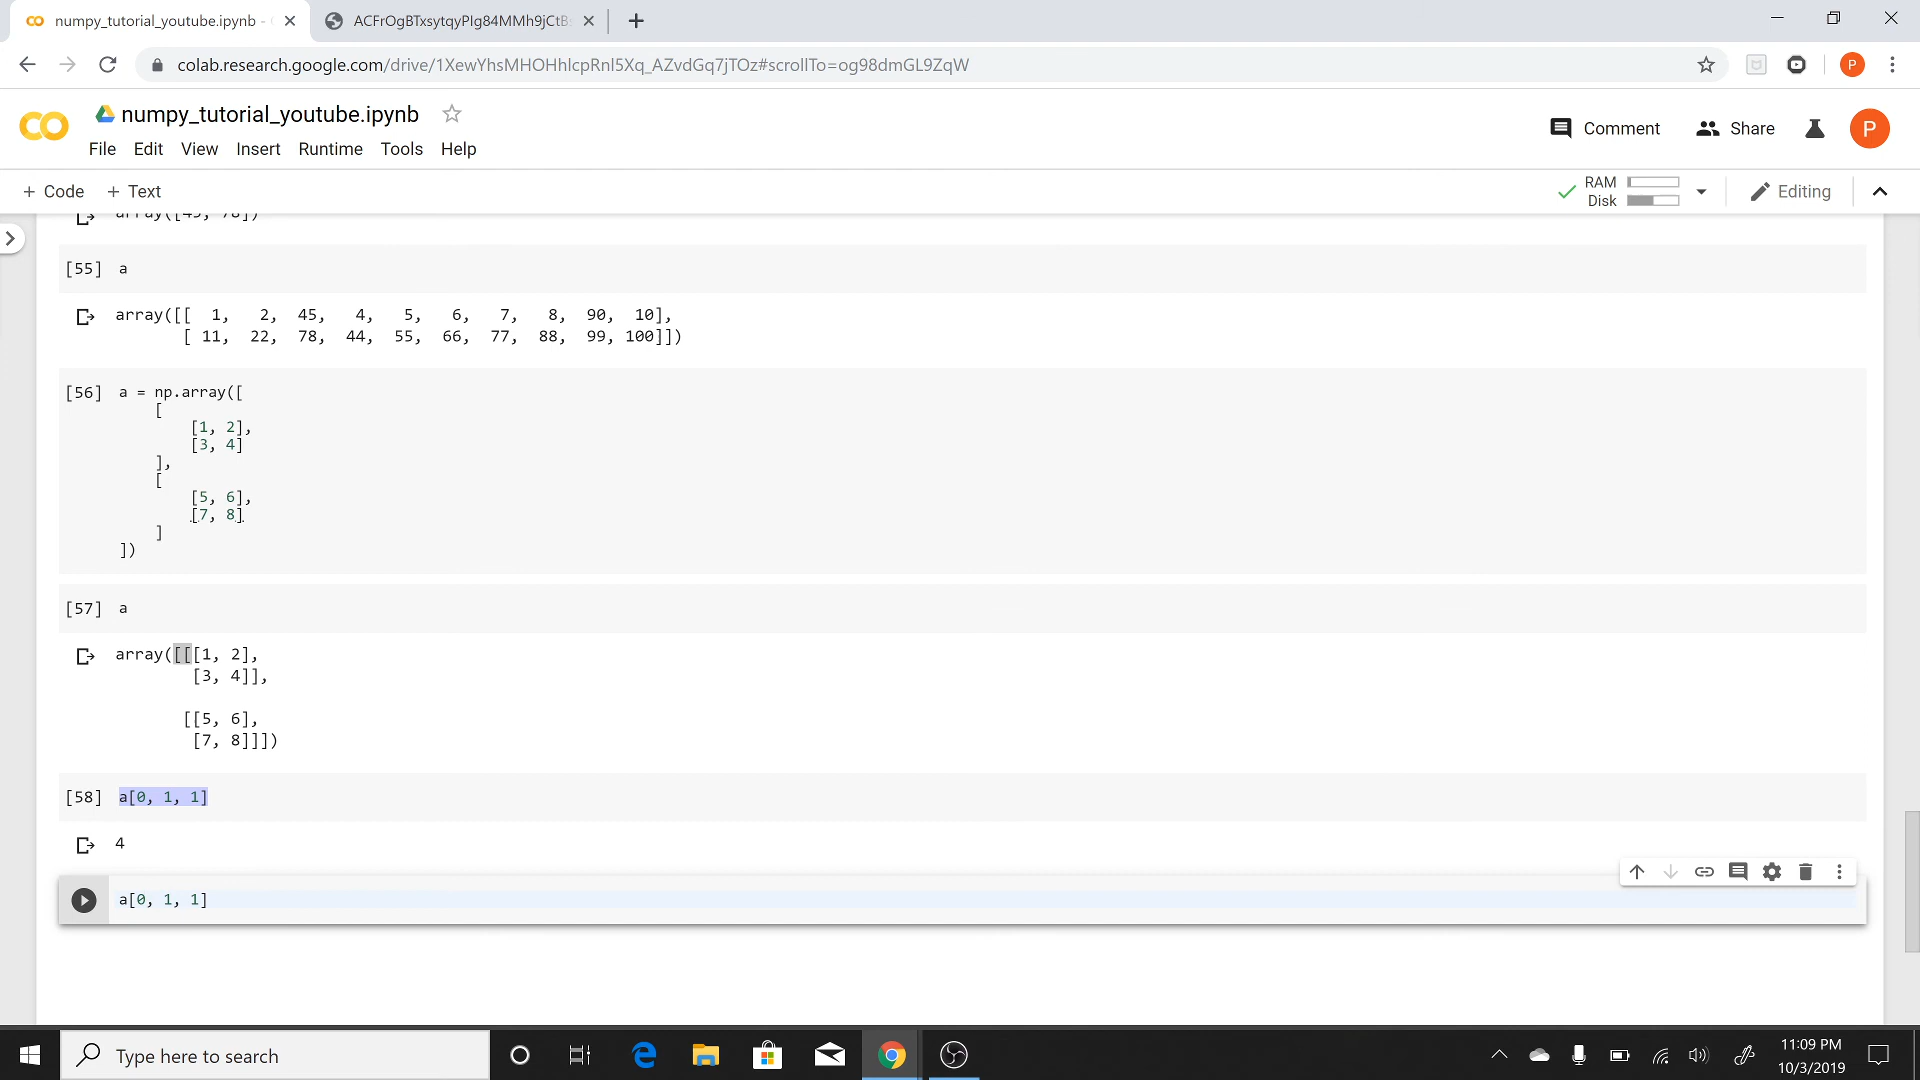 numpy_tutorial_youtube.ipynb -
ACFrOgBTxsytqyPIg84MMh9jCtB
colab.research.google.com/drive/1XewYhsMHOHhlcpRnl5Xq_AZvdGq7jTOz#scrollTo=og98dmGL9ZqW
P
numpy_tutorial_youtube.ipynb
Comment Share P
File Edit View Insert Runtime Tools Help
+ Code + Text
RAM
Disk
Editing
array([45, 78])
[55] a
array([[ 1, 2, 45, 4, 5, 6, 7, 8, 90, 10],
[ 11, 22, 78, 44, 55, 66, 77, 88, 99, 100]])
[56] a = np.array([
[
[1, 2],
[3, 4]
],
[
[5, 6],
[7, 8]
]
])
[57] a
array([[[1, 2],
[3, 4]],
[[5, 6],
[7, 8]]])
[58] a[0, 1, 1]
4
a[0, 1, 1]
Type here to search
11:09 PM
10/3/2019